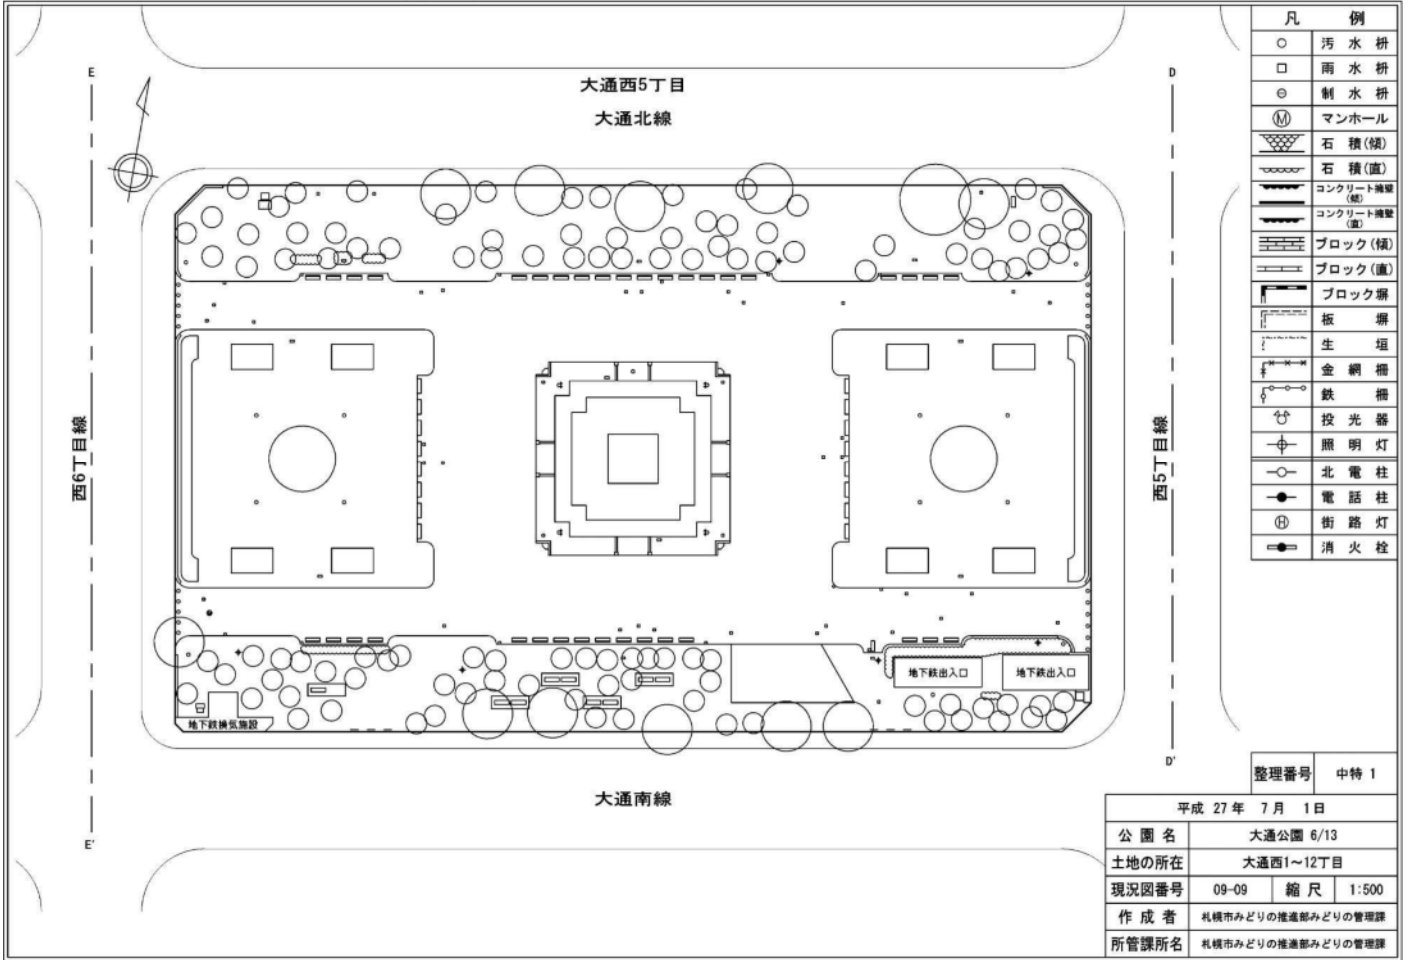 大通西5丁目
大通北線
E
D
西6丁目線
西5丁目線
地下鉄出入口
地下鉄出入口
地下鉄換気施設
大通南線
E'
D'
凡 例
汚水枡
雨水枡
制水枡
Ⓜ マンホール
石積(傾)
石積(直)
コンクリート擁壁
(傾)
コンクリート擁壁
(直)
ブロック(傾)
ブロック(直)
ブロック塀
板塀
生垣
金網柵
鉄柵
投光器
照明灯
北電柱
電話柱
Ⓗ 街路灯
消火栓
整理番号 中特 1
平成 27年 7月 1日
公園名 大通公園 6/13
土地の所在 大通西1~12丁目
現況図番号 09-09 縮尺 1:500
作成者 札幌市みどりの推進部みどりの管理課
所管課所名 札幌市みどりの推進部みどりの管理課